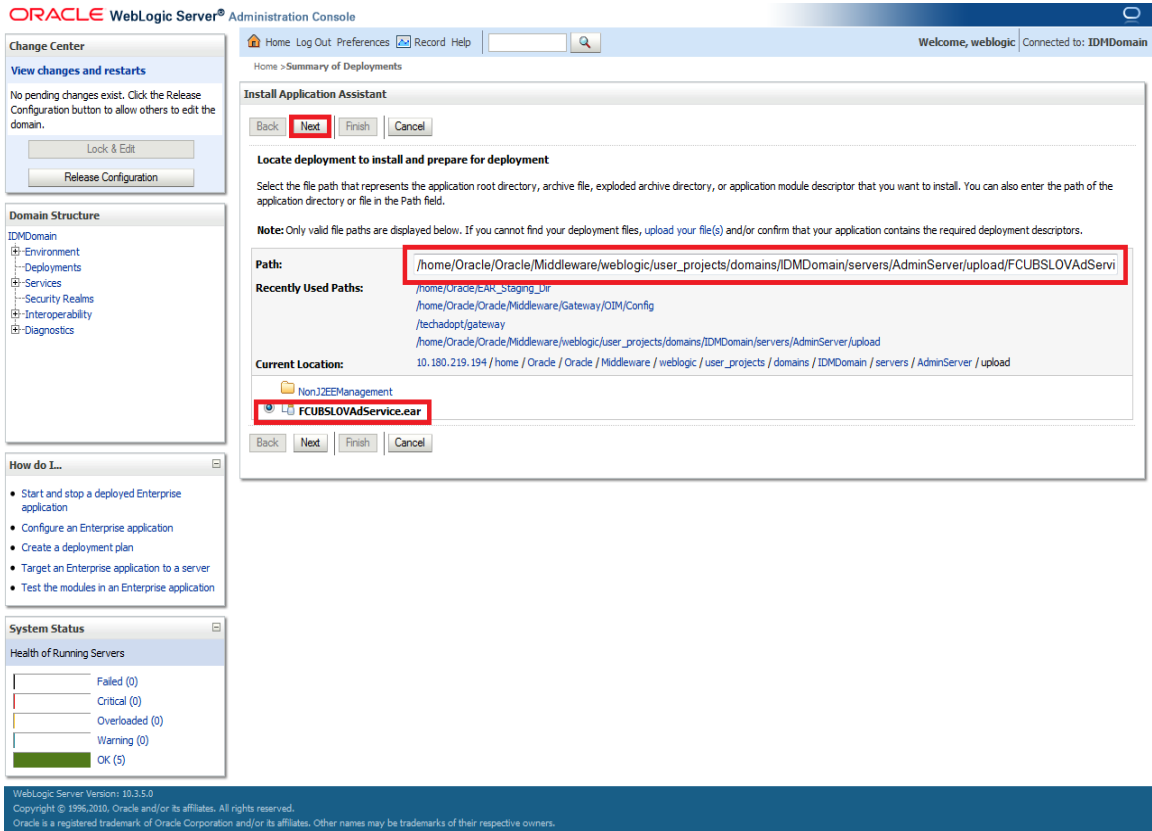 ORACLE WebLogic Server® Administration Console
Change Center
View changes and restarts
No pending changes exist. Click the Release
Configuration button to allow others to edit the
domain.
Lock & Edit
Release Configuration
Domain Structure
IDMDomain
Environment
Deployments
Services
Security Realms
Interoperability
Diagnostics
How do I...
Start and stop a deployed Enterprise
application
Configure an Enterprise application
Create a deployment plan
Target an Enterprise application to a server
Test the modules in an Enterprise application
System Status
Health of Running Servers
Failed (0)
Critical (0)
Overloaded (0)
Warning (0)
OK (5)
Home Log Out Preferences Record Help
Welcome, weblogic Connected to: IDMDomain
Home >Summary of Deployments
Install Application Assistant
Back Next Finish Cancel
Locate deployment to install and prepare for deployment
Select the file path that represents the application root directory, archive file, exploded archive directory, or application module descriptor that you want to install. You can also enter the path of the
application directory or file in the Path field.
Note: Only valid file paths are displayed below. If you cannot find your deployment files, upload your file(s) and/or confirm that your application contains the required deployment descriptors.
Path: /home/Oracle/Oracle/Middleware/weblogic/user_projects/domains/IDMDomain/servers/AdminServer/upload/FCUBSLOVAdServi
Recently Used Paths: /home/Oracle/EAR_Staging_Dir
/home/Oracle/Oracle/Middleware/Gateway/OIM/Config
/techadopt/gateway
/home/Oracle/Oracle/Middleware/weblogic/user_projects/domains/IDMDomain/servers/AdminServer/upload
Current Location: 10.180.219.194 / home / Oracle / Oracle / Middleware / weblogic / user_projects / domains / IDMDomain / servers / AdminServer / upload
NonJ2EEManagement
FCUBSLOVAdService.ear
Back Next Finish Cancel
WebLogic Server Version: 10.3.5.0
Copyright © 1996,2010, Oracle and/or its affiliates. All rights reserved.
Oracle is a registered trademark of Oracle Corporation and/or its affiliates. Other names may be trademarks of their respective owners.